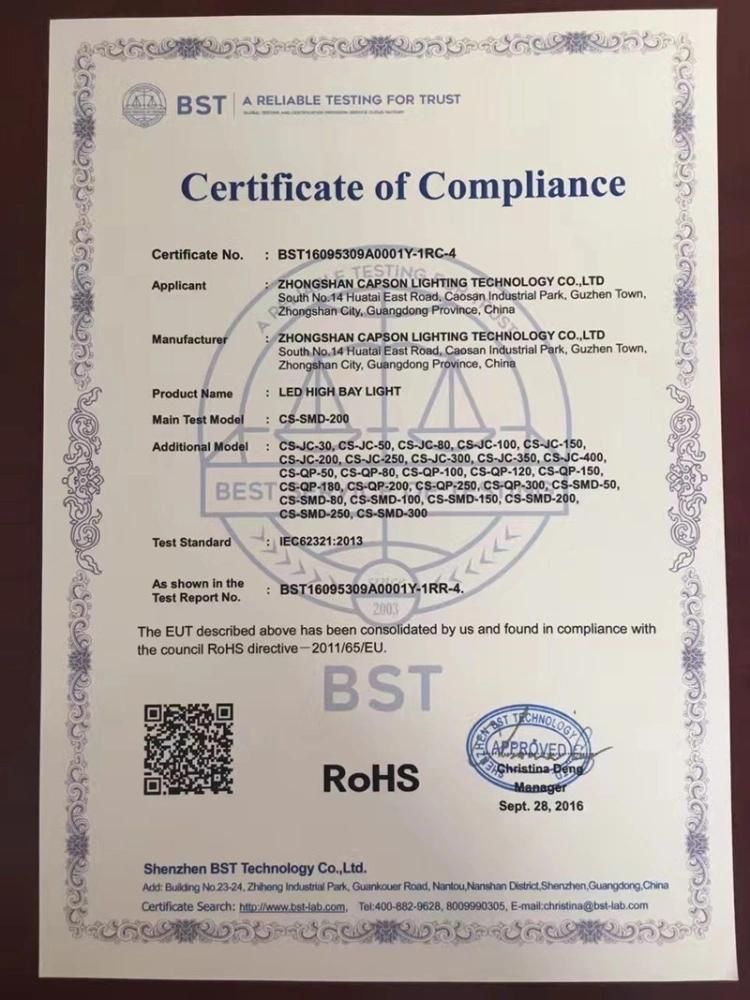 BST A RELIABLE TESTING FOR TRUST
Certificate of Compliance
Certificate No. : BST16095309A0001Y-1RC-4
Applicant : ZHONGSHAN CAPSON LIGHTING TECHNOLOGY CO.,LTD
South No.14 Huatai East Road, Caosan Industrial Park, Guzhen Town,
Zhongshan City, Guangdong Province, China
Manufacturer : ZHONGSHAN CAPSON LIGHTING TECHNOLOGY CO.,LTD
South No.14 Huatai East Road, Caosan Industrial Park, Guzhen Town,
Zhongshan City, Guangdong Province, China
Product Name : LED HIGH BAY LIGHT
Main Test Model : CS-SMD-200
Additional Model : CS-JC-30, CS-JC-50, CS-JC-80, CS-JC-100, CS-JC-150,
CS-JC-200, CS-JC-250, CS-JC-300, CS-JC-350, CS-JC-400,
CS-QP-50, CS-QP-80, CS-QP-100, CS-QP-120, CS-QP-150,
CS-QP-180, CS-QP-200, CS-QP-250, CS-QP-300, CS-SMD-50,
CS-SMD-80, CS-SMD-100, CS-SMD-150, CS-SMD-200,
CS-SMD-250, CS-SMD-300
BEST
Test Standard : IEC62321:2013
As shown in the
Test Report No. : BST16095309A0001Y-1RR-4.
since
2003
The EUT described above has been consolidated by us and found in compliance with
the council RoHS directive－2011/65/EU.
BST
SHENZHEN BST TECHNOLOGY CO LTD
APPROVED
RoHS
Christina Deng
Manager
Sept. 28, 2016
Shenzhen BST Technology Co.,Ltd.
Add: Building No.23-24, Zhiheng Industrial Park, Guankouer Road, Nantou,Nanshan District,Shenzhen,Guangdong,China
Certificate Search: http://www.bst-lab.com, Tel:400-882-9628, 8009990305, E-mail:christina@bst-lab.com